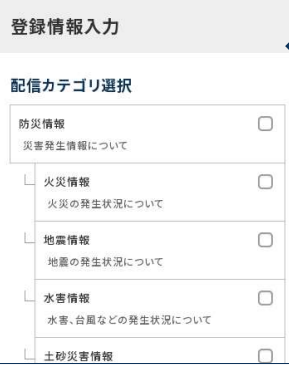 登録情報入力
配信カテゴリ選択
防災情報
災害発生情報について
火災情報
火災の発生状況について
地震情報
地震の発生状況について
水害情報
水害、台風などの発生状況について
土砂災害情報